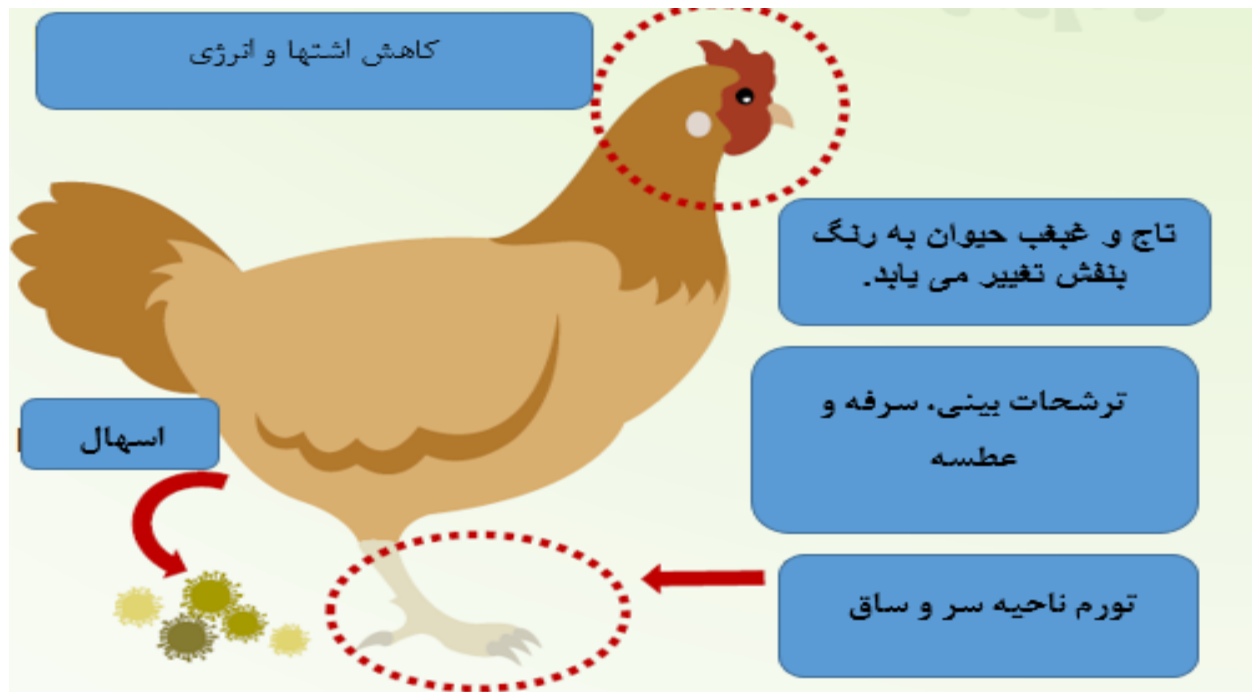 کاهش اشتها و انرژی
تاج و غبغب حیوان به رنگ
بنفش تغییر می یابد.
ترشحات بینی، سرفه و
عطسه
اسهال
تورم ناحیه سر و ساق